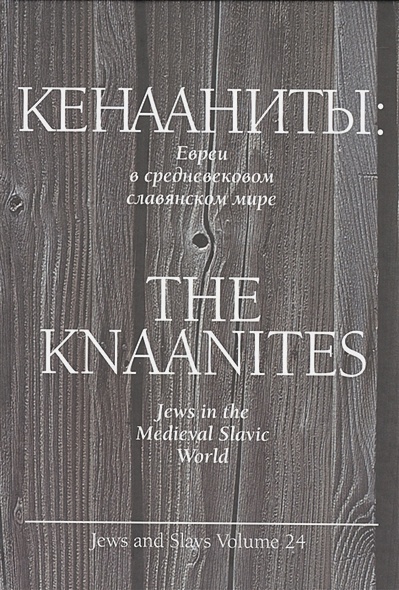 КЕНААНИТЫ:
Евреи
в средневековом
славянском мире
THE
KNAANITES
Jews in the
Medieval Slavic
World
Jews and Slavs Volume 24